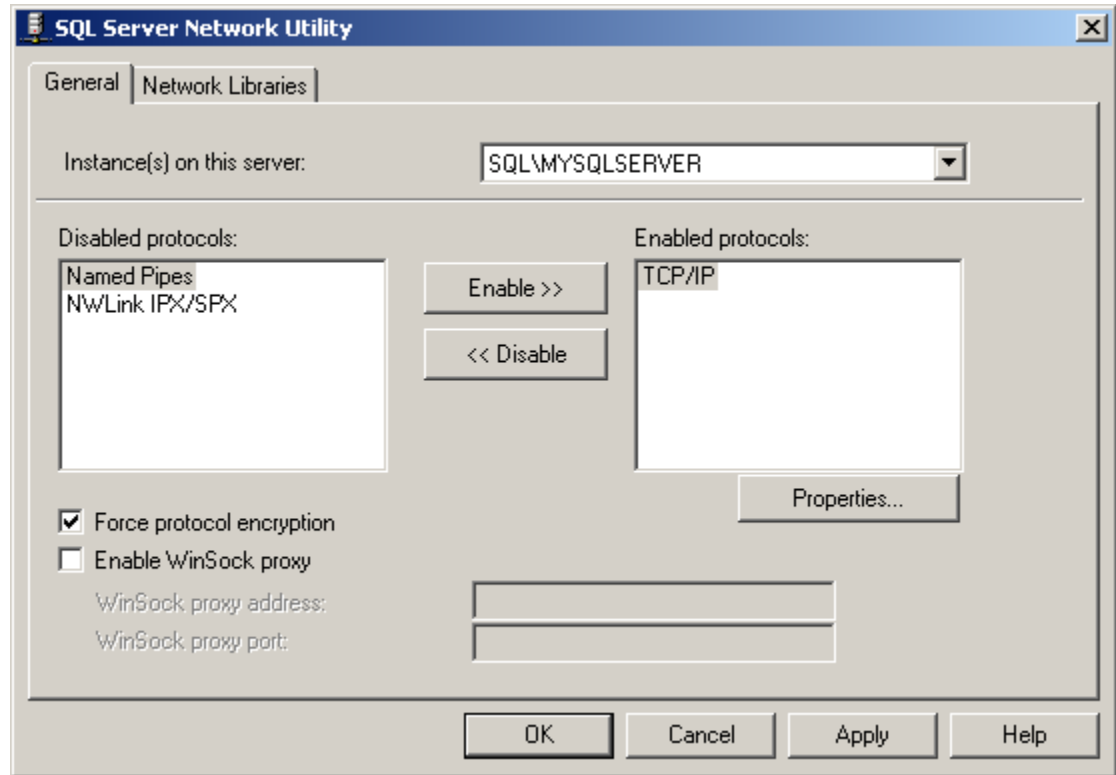 SQL Server Network Utility
General
Network Libraries
Instance(s) on this server:
SQL\MYSQLSERVER
Disabled protocols:
Enabled protocols:
Named Pipes
NWLink IPX/SPX
Enable >>
<< Disable
TCP/IP
Properties...
Force protocol encryption
Enable WinSock proxy
WinSock proxy address:
WinSock proxy port:
OK
Cancel
Apply
Help